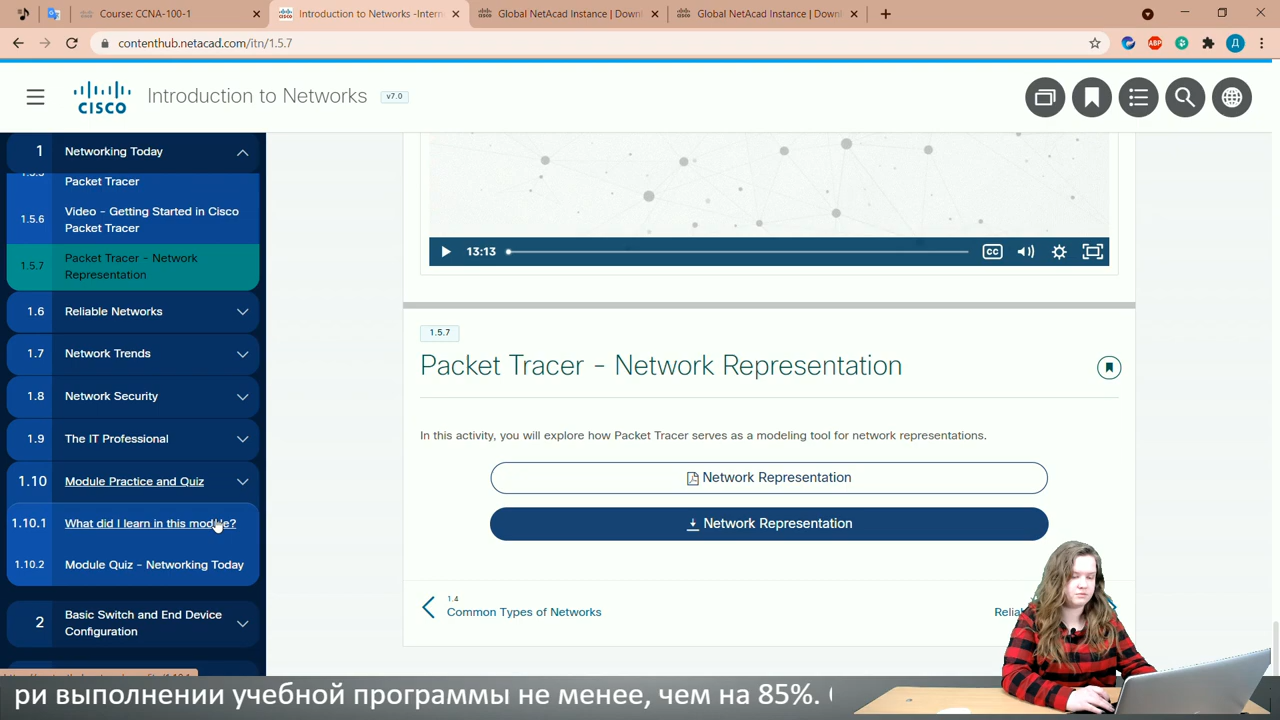 Course: CCNA-100-1
Introduction to Networks -Intern
Global NetAcad Instance | Downl
Global NetAcad Instance | Downl
contenthub.netacad.com/itn/1.5.7
ABP
Д
CISCO
Introduction to Networks
v7.0
1 Networking Today
Packet Tracer
1.5.6 Video – Getting Started in Cisco
Packet Tracer
1.5.7 Packet Tracer – Network
Representation
1.6 Reliable Networks
1.7 Network Trends
1.8 Network Security
1.9 The IT Professional
1.10 Module Practice and Quiz
1.10.1 What did I learn in this module?
1.10.2 Module Quiz – Networking Today
2 Basic Switch and End Device
Configuration
13:13
CC
1.5.7
Packet Tracer - Network Representation
In this activity, you will explore how Packet Tracer serves as a modeling tool for network representations.
Network Representation
Network Representation
1.4
Common Types of Networks
ри выполнении учебной программы не менее, чем на 85%.